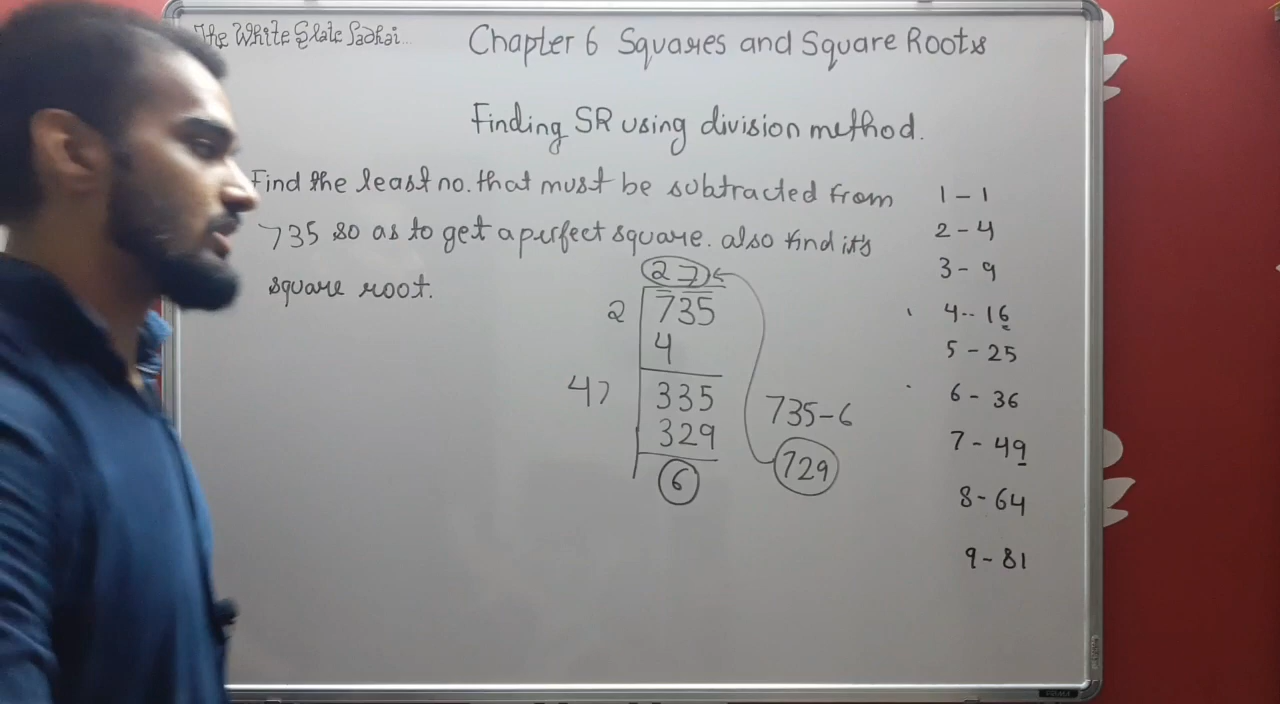 The White Slate Padhai...
Chapter 6 Squares and Square Roots
Finding SR using division method.
Find the least no. that must be subtracted from
735 so as to get a perfect square. also find it's
square root.
27
2 735
4
47 335
329
6
735-6
729
1 - 1
2 - 4
3 - 9
4 -- 16
5 - 25
6 - 36
7 - 49
8 - 64
9 - 81